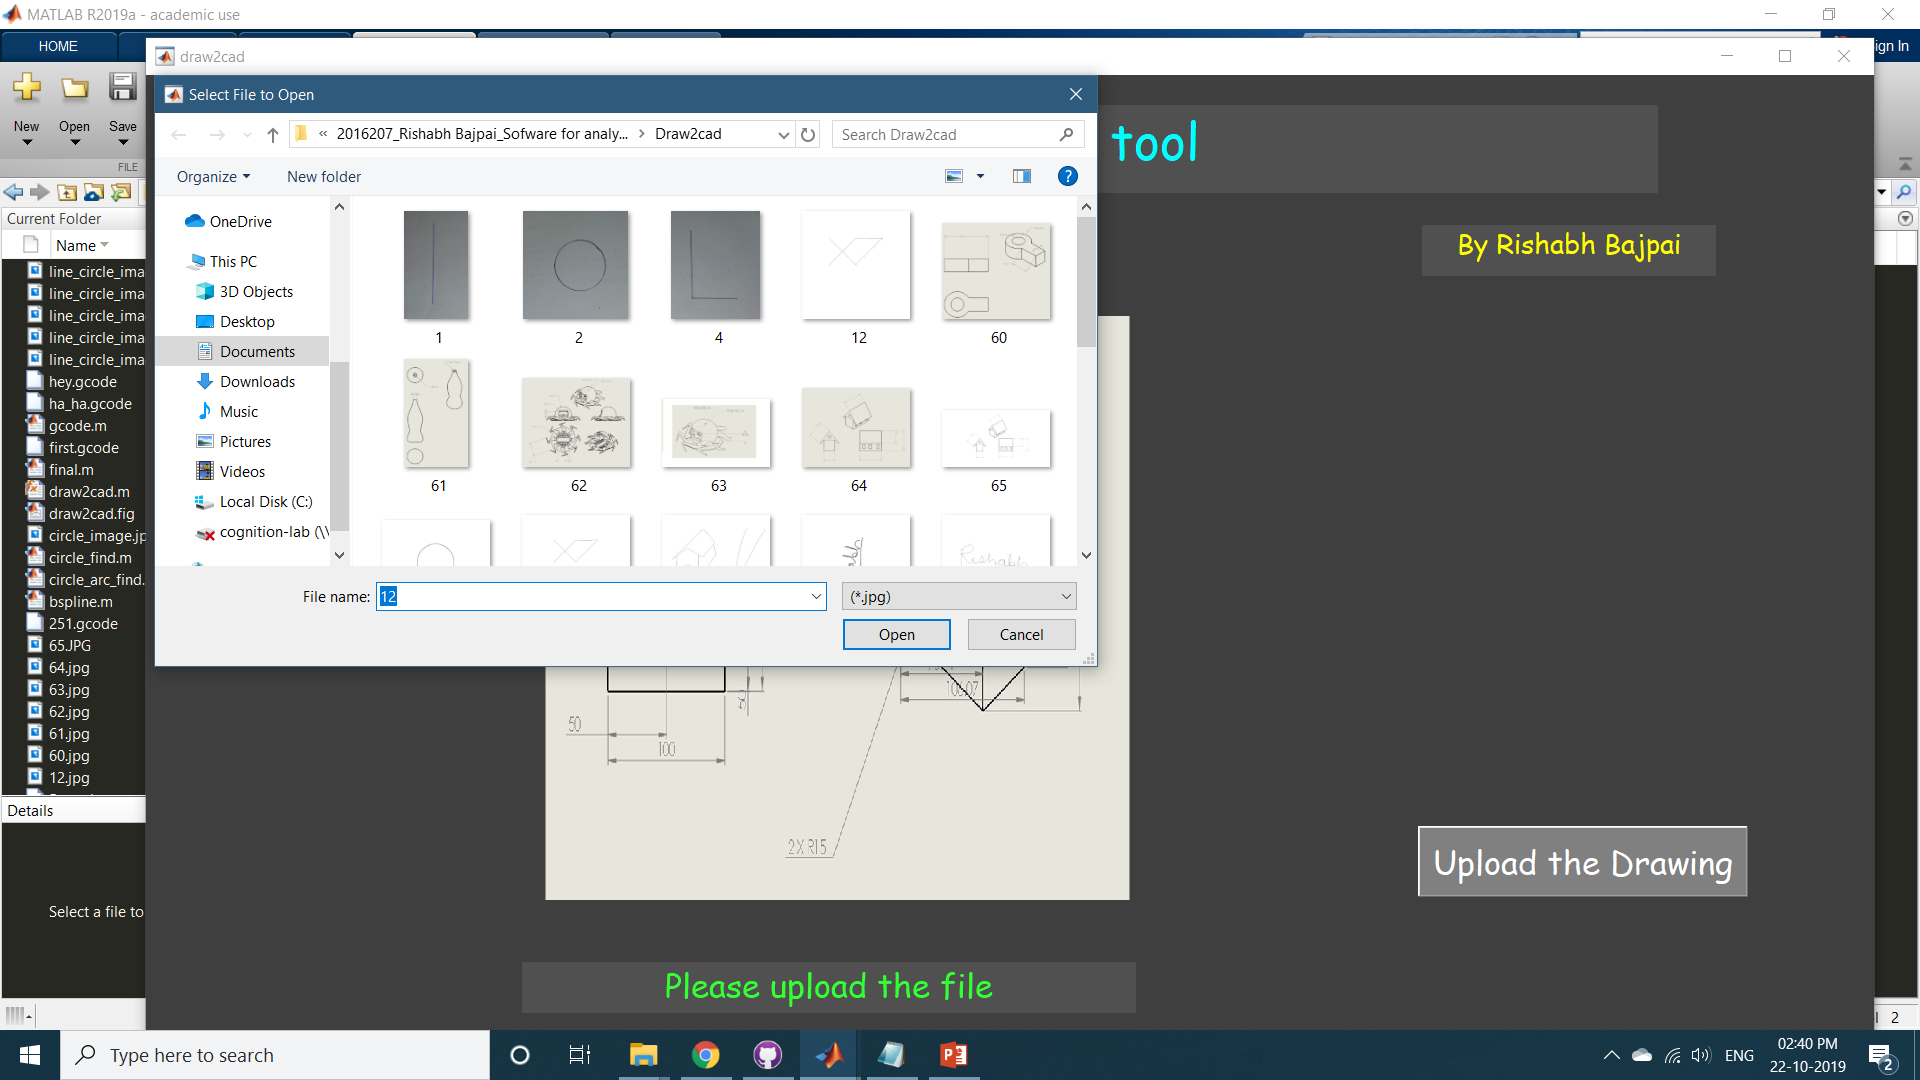 MATLAB R2019a - academic use
HOME
ign In
draw2cad
New
Open
Save
FILE
Select File to Open
« 2016207_Rishabh Bajpai_Sofware for analy... > Draw2cad
Search Draw2cad
Organize
New folder
tool
By Rishabh Bajpai
Current Folder
Name
line_circle_ima
line_circle_ima
line_circle_ima
line_circle_ima
line_circle_ima
hey.gcode
ha_ha.gcode
gcode.m
first.gcode
final.m
draw2cad.m
draw2cad.fig
circle_image.jp
circle_find.m
circle_arc_find.
bspline.m
251.gcode
65.JPG
64.jpg
63.jpg
62.jpg
61.jpg
60.jpg
12.jpg
Details
Select a file to
OneDrive
This PC
3D Objects
Desktop
Documents
Downloads
Music
Pictures
Videos
Local Disk (C:)
cognition-lab (\\
1
2
4
12
60
61
62
63
64
65
Rishabh
File name:
12
(*.jpg)
Open
Cancel
106.07
50
100
2X R15
Upload the Drawing
Please upload the file
2
Type here to search
ENG
02:40 PM
22-10-2019
2